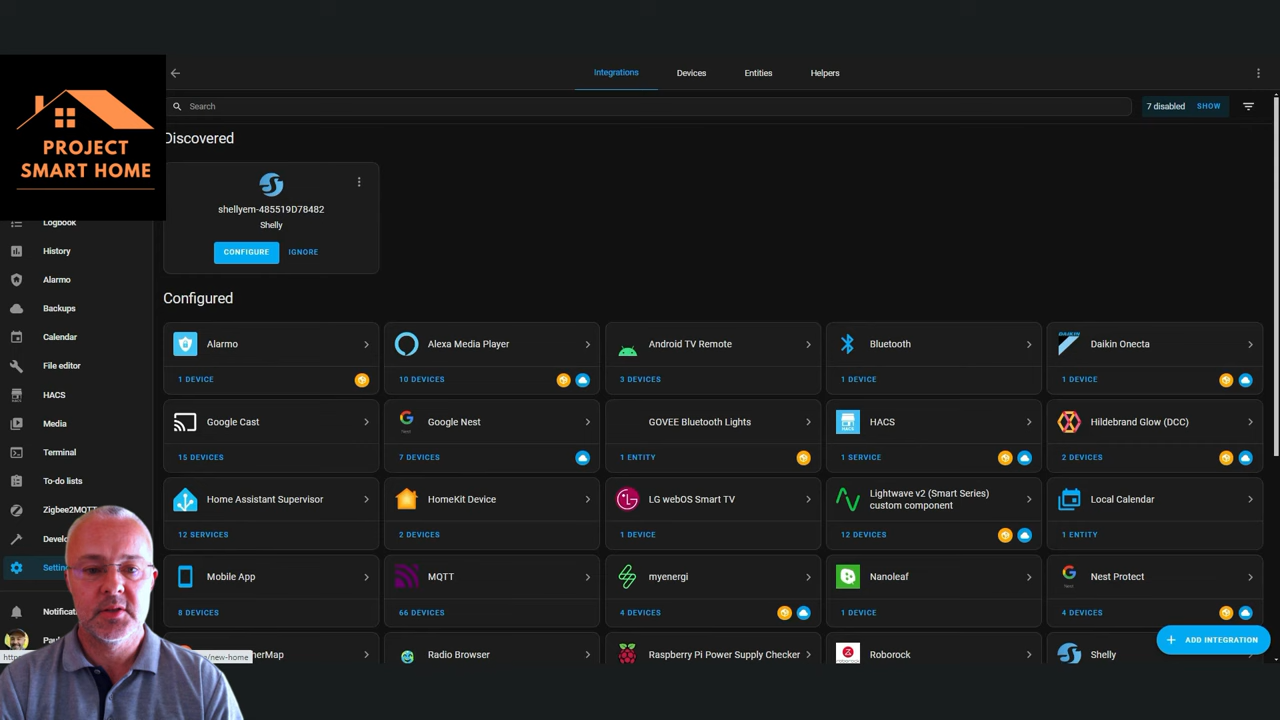 PROJECT
SMART HOME
Integrations
Devices
Entities
Helpers
Search
7 disabled
SHOW
Discovered
shellyem-485519D78482
Shelly
CONFIGURE
IGNORE
Logbook
History
Alarmo
Backups
Calendar
File editor
HACS
Media
Terminal
To-do lists
Zigbee2MQTT
Configured
Alarmo
1 DEVICE
Alexa Media Player
10 DEVICES
Android TV Remote
3 DEVICES
Bluetooth
1 DEVICE
DAIKIN
Daikin Onecta
1 DEVICE
Google Cast
15 DEVICES
Google Nest
7 DEVICES
GOVEE Bluetooth Lights
1 ENTITY
HACS
HACS
1 SERVICE
Hildebrand Glow (DCC)
2 DEVICES
Home Assistant Supervisor
12 SERVICES
HomeKit Device
2 DEVICES
LG webOS Smart TV
1 DEVICE
Lightwave v2 (Smart Series)
custom component
12 DEVICES
Local Calendar
1 ENTITY
Mobile App
8 DEVICES
MQTT
66 DEVICES
myenergi
4 DEVICES
Nanoleaf
1 DEVICE
Nest Protect
4 DEVICES
ADD INTEGRATION
/new-home
Radio Browser
Raspberry Pi Power Supply Checker
Roborock
Shelly